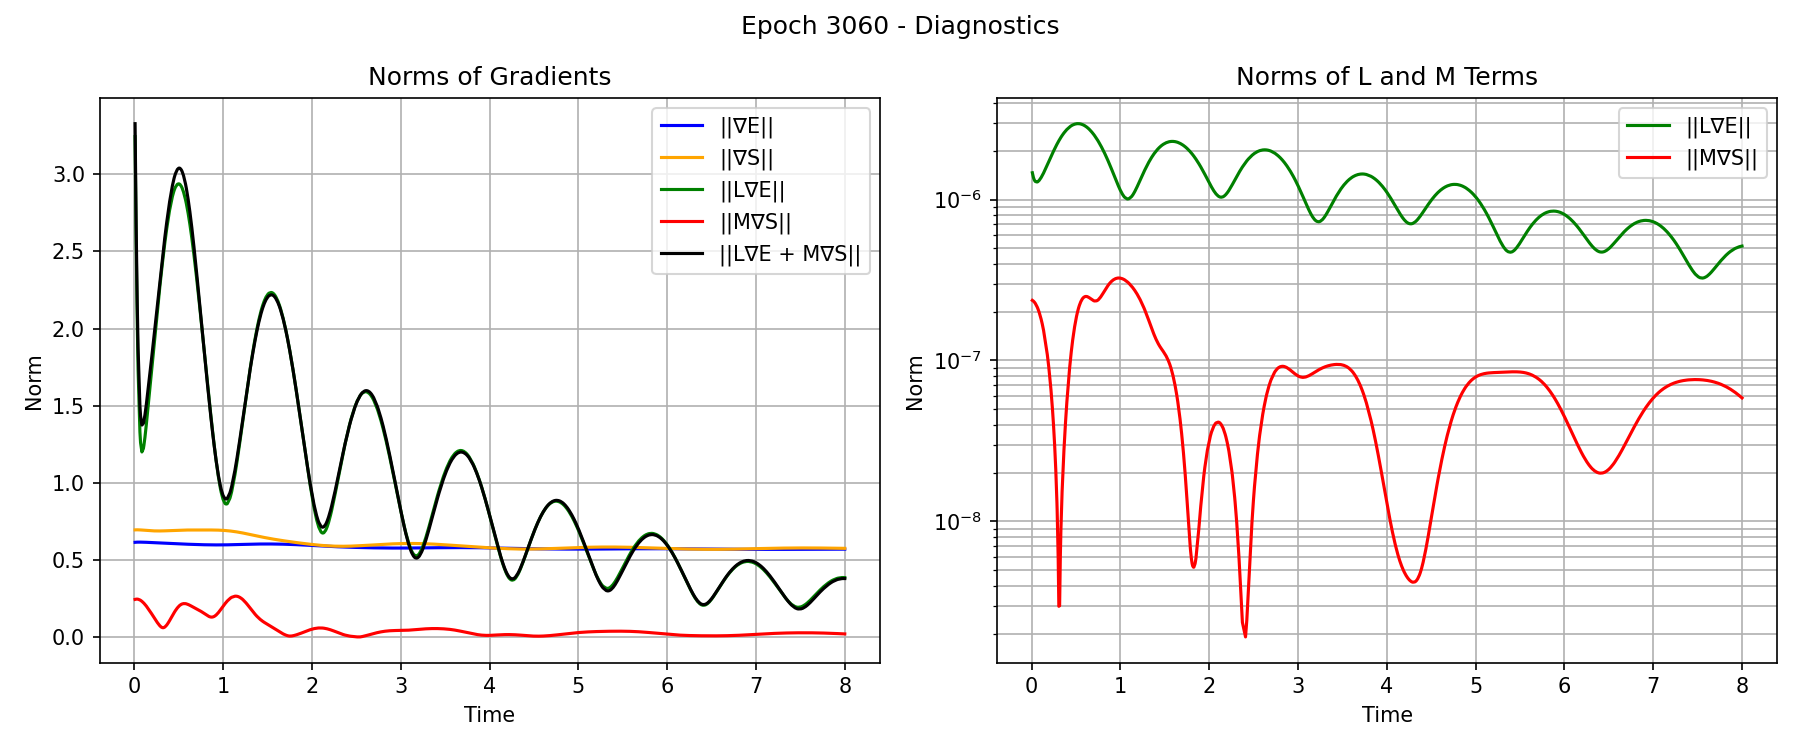 Epoch 3060 - Diagnostics
Norms of Gradients
Norm
3.0
2.5
2.0
1.5
1.0
0.5
0.0
0 1 2 3 4 5 6 7 8
Time
||∇E||
||∇S||
||L∇E||
||M∇S||
||L∇E + M∇S||
Norms of L and M Terms
Norm
10⁻⁶
10⁻⁷
10⁻⁸
0 1 2 3 4 5 6 7 8
Time
||L∇E||
||M∇S||